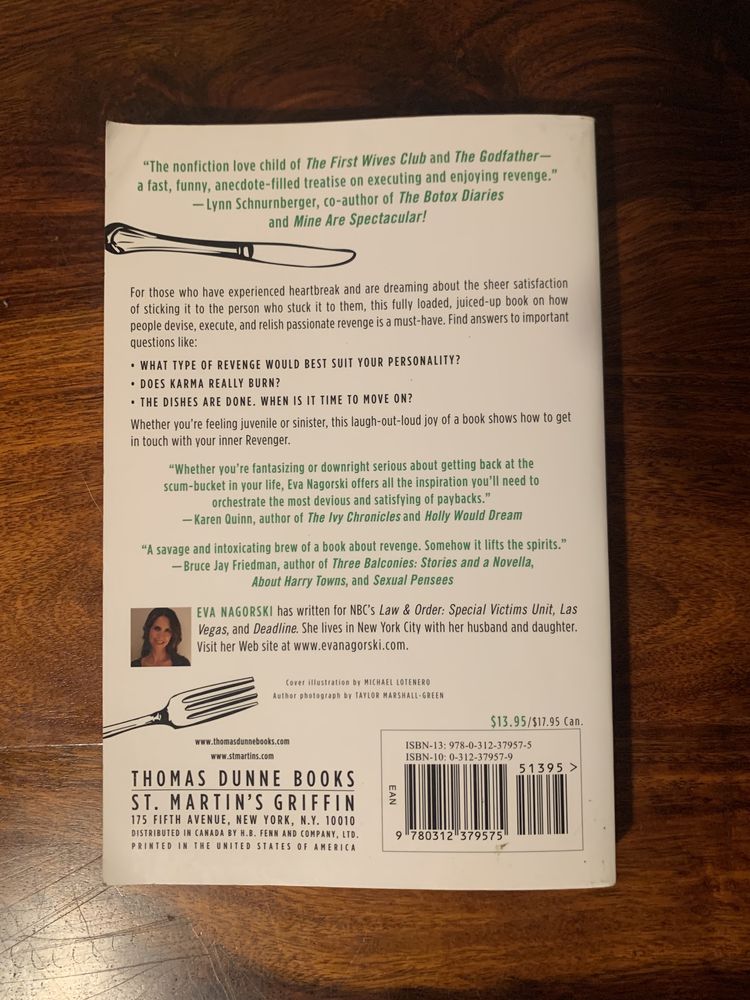 “The nonfiction love child of The First Wives Club and The Godfather—
a fast, funny, anecdote-filled treatise on executing and enjoying revenge.”
—Lynn Schnurnberger, co-author of The Botox Diaries
and Mine Are Spectacular!
For those who have experienced heartbreak and are dreaming about the sheer satisfaction
of sticking it to the person who stuck it to them, this fully loaded, juiced-up book on how
people devise, execute, and relish passionate revenge is a must-have. Find answers to important
questions like:
• WHAT TYPE OF REVENGE WOULD BEST SUIT YOUR PERSONALITY?
• DOES KARMA REALLY BURN?
• THE DISHES ARE DONE. WHEN IS IT TIME TO MOVE ON?
Whether you’re feeling juvenile or sinister, this laugh-out-loud joy of a book shows how to get
in touch with your inner Revenger.
“Whether you’re fantasizing or downright serious about getting back at the
scum-bucket in your life, Eva Nagorski offers all the inspiration you’ll need to
orchestrate the most devious and satisfying of paybacks.”
—Karen Quinn, author of The Ivy Chronicles and Holly Would Dream
“A savage and intoxicating brew of a book about revenge. Somehow it lifts the spirits.”
—Bruce Jay Friedman, author of Three Balconies: Stories and a Novella,
About Harry Towns, and Sexual Pensees
EVA NAGORSKI has written for NBC’s Law & Order: Special Victims Unit, Las
Vegas, and Deadline. She lives in New York City with her husband and daughter.
Visit her Web site at www.evanagorski.com.
Cover illustration by MICHAEL LOTENERO
Author photograph by TAYLOR MARSHALL-GREEN
$13.95/$17.95 Can.
www.thomasdunnebooks.com
www.stmartins.com
THOMAS DUNNE BOOKS
ST. MARTIN’S GRIFFIN
175 FIFTH AVENUE, NEW YORK, N.Y. 10010
DISTRIBUTED IN CANADA BY H.B. FENN AND COMPANY, LTD.
PRINTED IN THE UNITED STATES OF AMERICA
ISBN-13: 978-0-312-37957-5
ISBN-10: 0-312-37957-9
51395 >
EAN
9 780312 379575